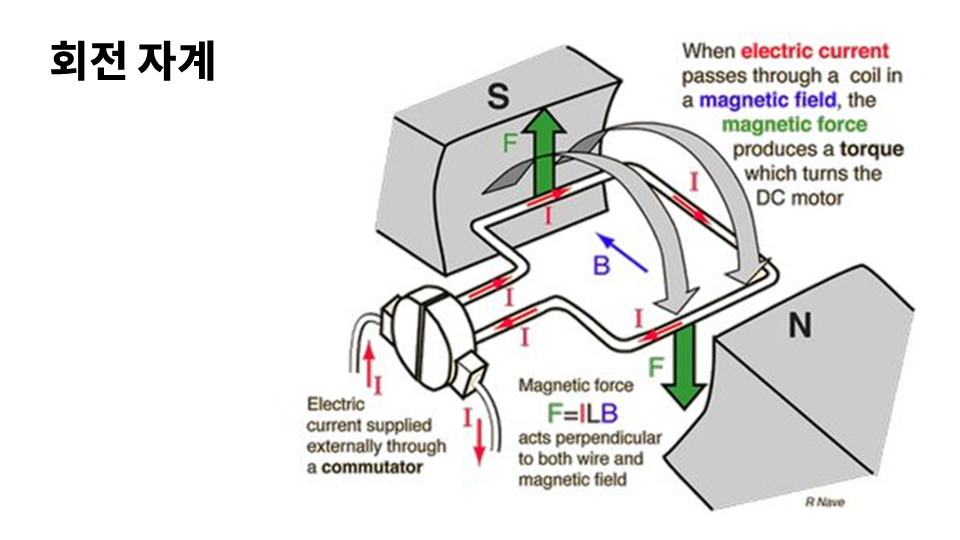 회전 자계
When electric current
passes through a coil in
a magnetic field, the
magnetic force
produces a torque
which turns the
DC motor
S
F
I
I
B
I
I
I
N
F
I
I
Electric
current supplied
externally through
a commutator
Magnetic force
F=ILB
acts perpendicular
to both wire and
magnetic field
R Nave